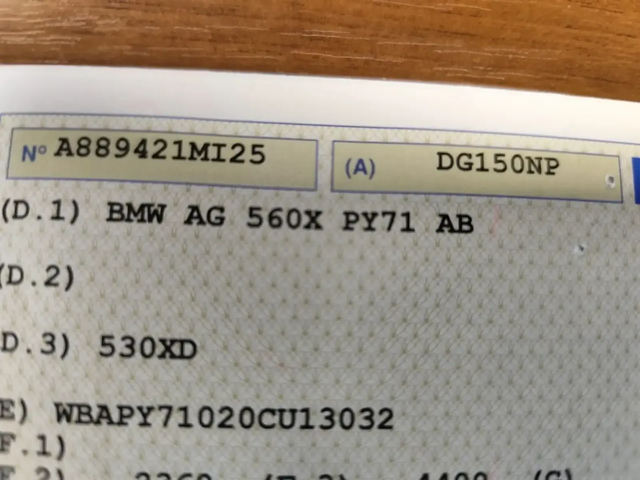 N° A889421MI25 (A) DG150NP
(D.1) BMW AG 560X PY71 AB
(D.2)
D.3) 530XD
E) WBAPY71020CU13032
F.1)